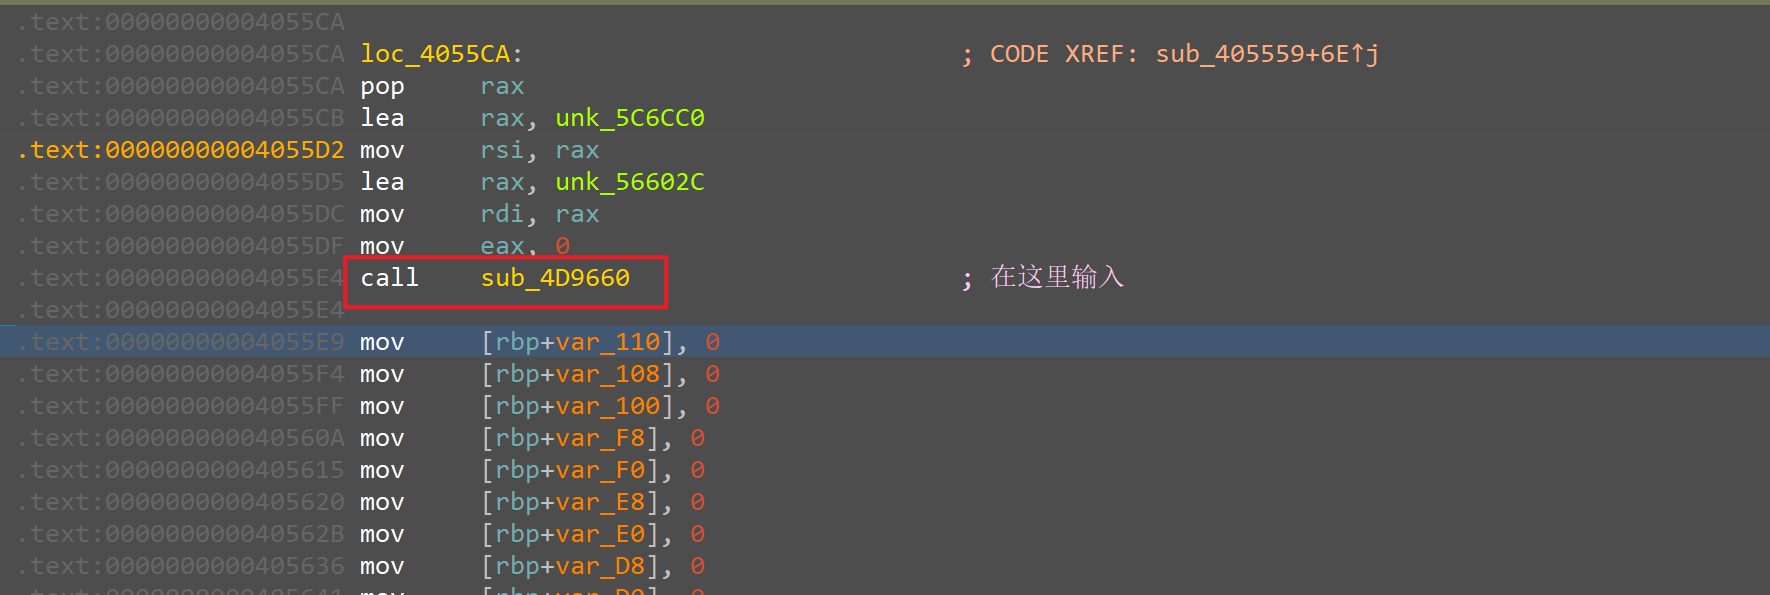 .text:00000000004055CA
.text:00000000004055CA loc_4055CA: ; CODE XREF: sub_405559+6E↑j
.text:00000000004055CA pop rax
.text:00000000004055CB lea rax, unk_5C6CC0
.text:00000000004055D2 mov rsi, rax
.text:00000000004055D5 lea rax, unk_56602C
.text:00000000004055DC mov rdi, rax
.text:00000000004055DF mov eax, 0
.text:00000000004055E4 call sub_4D9660 ; 在这里输入
.text:00000000004055E4
.text:00000000004055E9 mov [rbp+var_110], 0
.text:00000000004055F4 mov [rbp+var_108], 0
.text:00000000004055FF mov [rbp+var_100], 0
.text:000000000040560A mov [rbp+var_F8], 0
.text:0000000000405615 mov [rbp+var_F0], 0
.text:0000000000405620 mov [rbp+var_E8], 0
.text:000000000040562B mov [rbp+var_E0], 0
.text:0000000000405636 mov [rbp+var_D8], 0